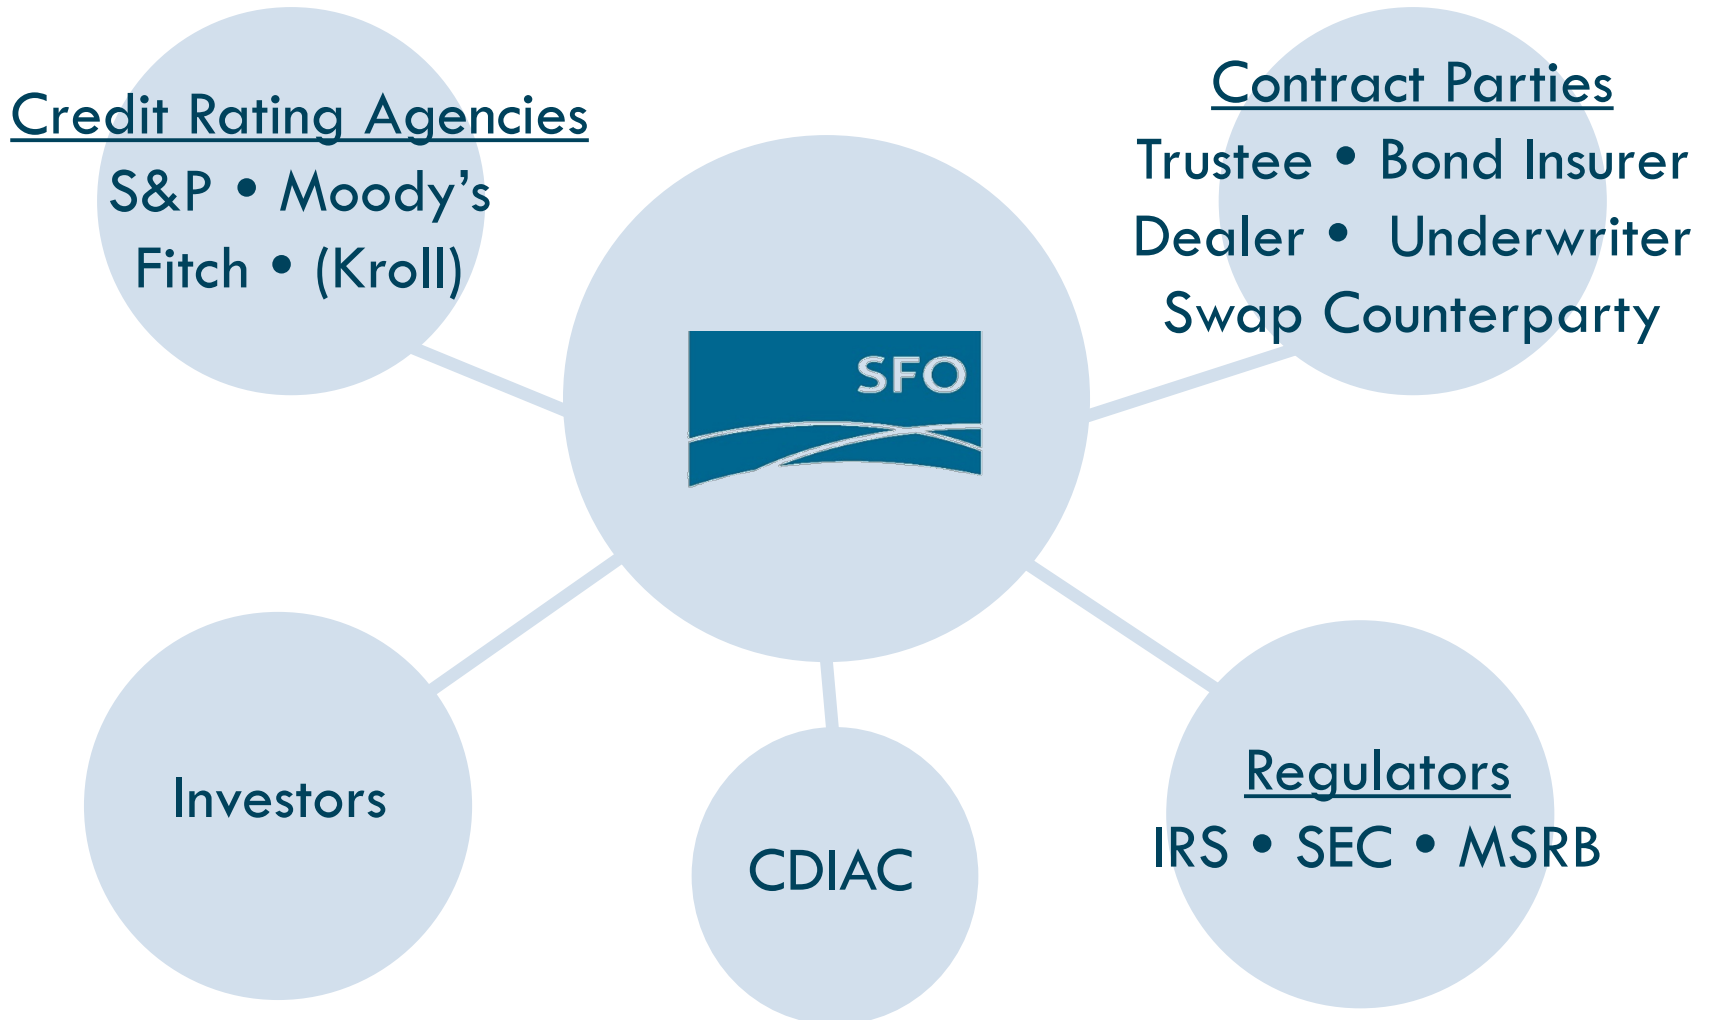 Credit Rating Agencies
S&P • Moody’s
Fitch • (Kroll)
Contract Parties
Trustee • Bond Insurer
Dealer • Underwriter
Swap Counterparty
SFO
Investors
CDIAC
Regulators
IRS • SEC • MSRB